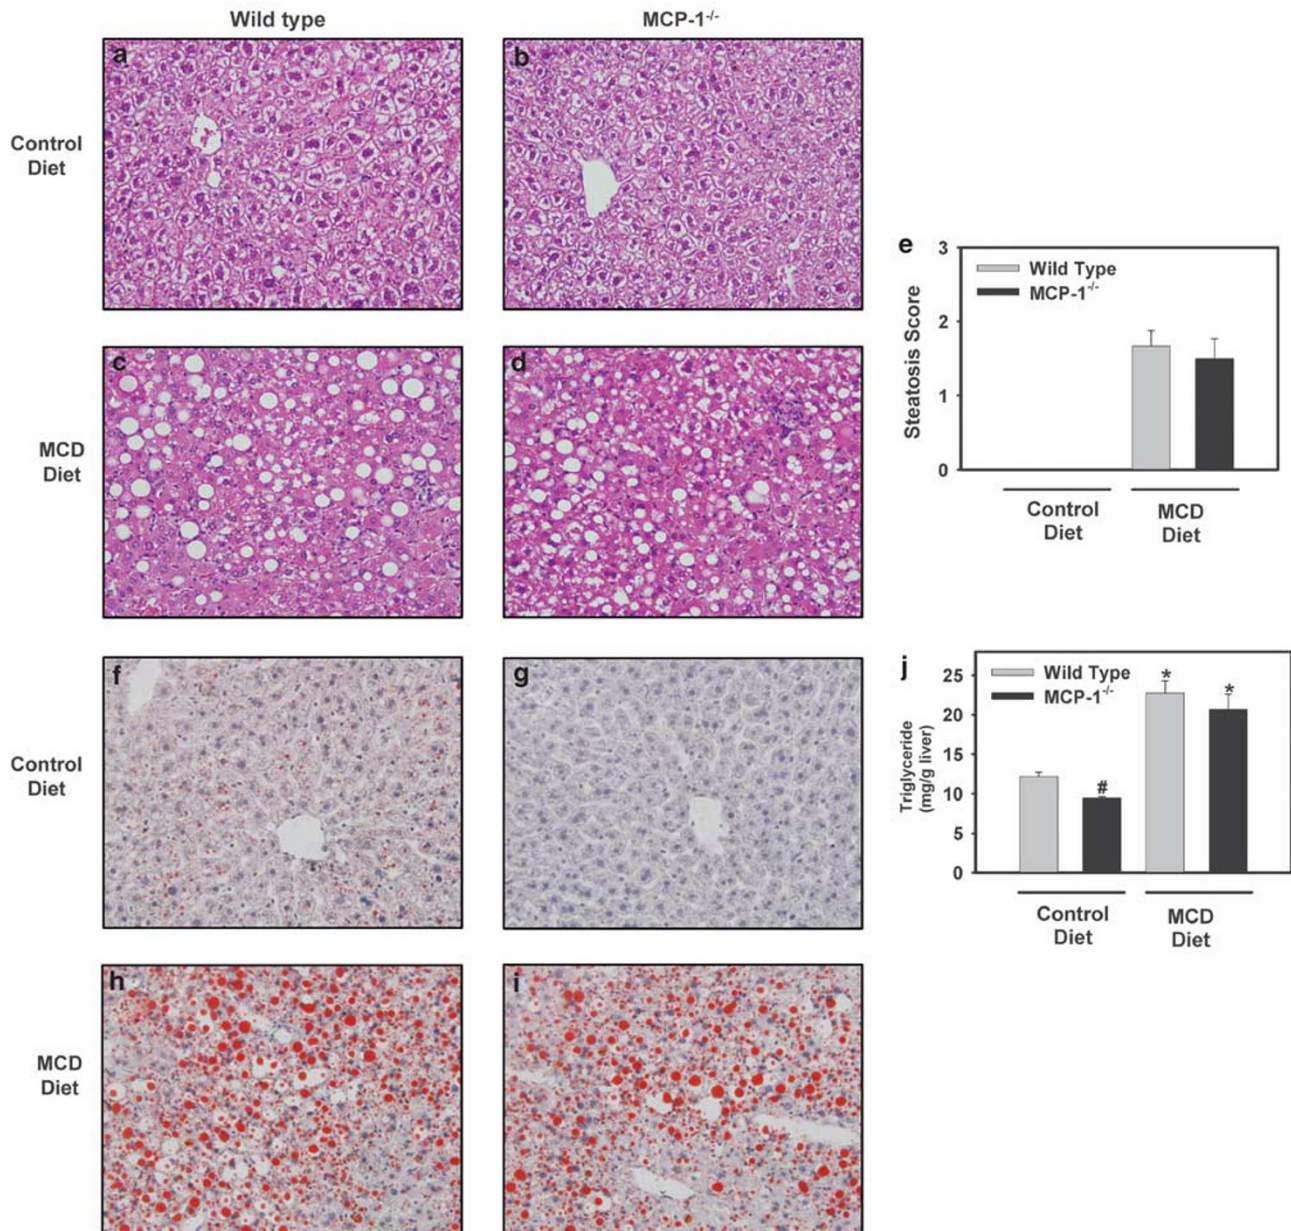 Wild type
MCP-1-/-
a
b
Control
Diet
c
d
MCD
Diet
e
3
2
1
0
Steatosis Score
Wild Type
MCP-1-/-
Control
Diet
MCD
Diet
f
g
Control
Diet
h
i
MCD
Diet
j
25
20
15
10
5
0
Triglyceride
(mg/g liver)
Wild Type
MCP-1-/-
*
*
#
Control
Diet
MCD
Diet